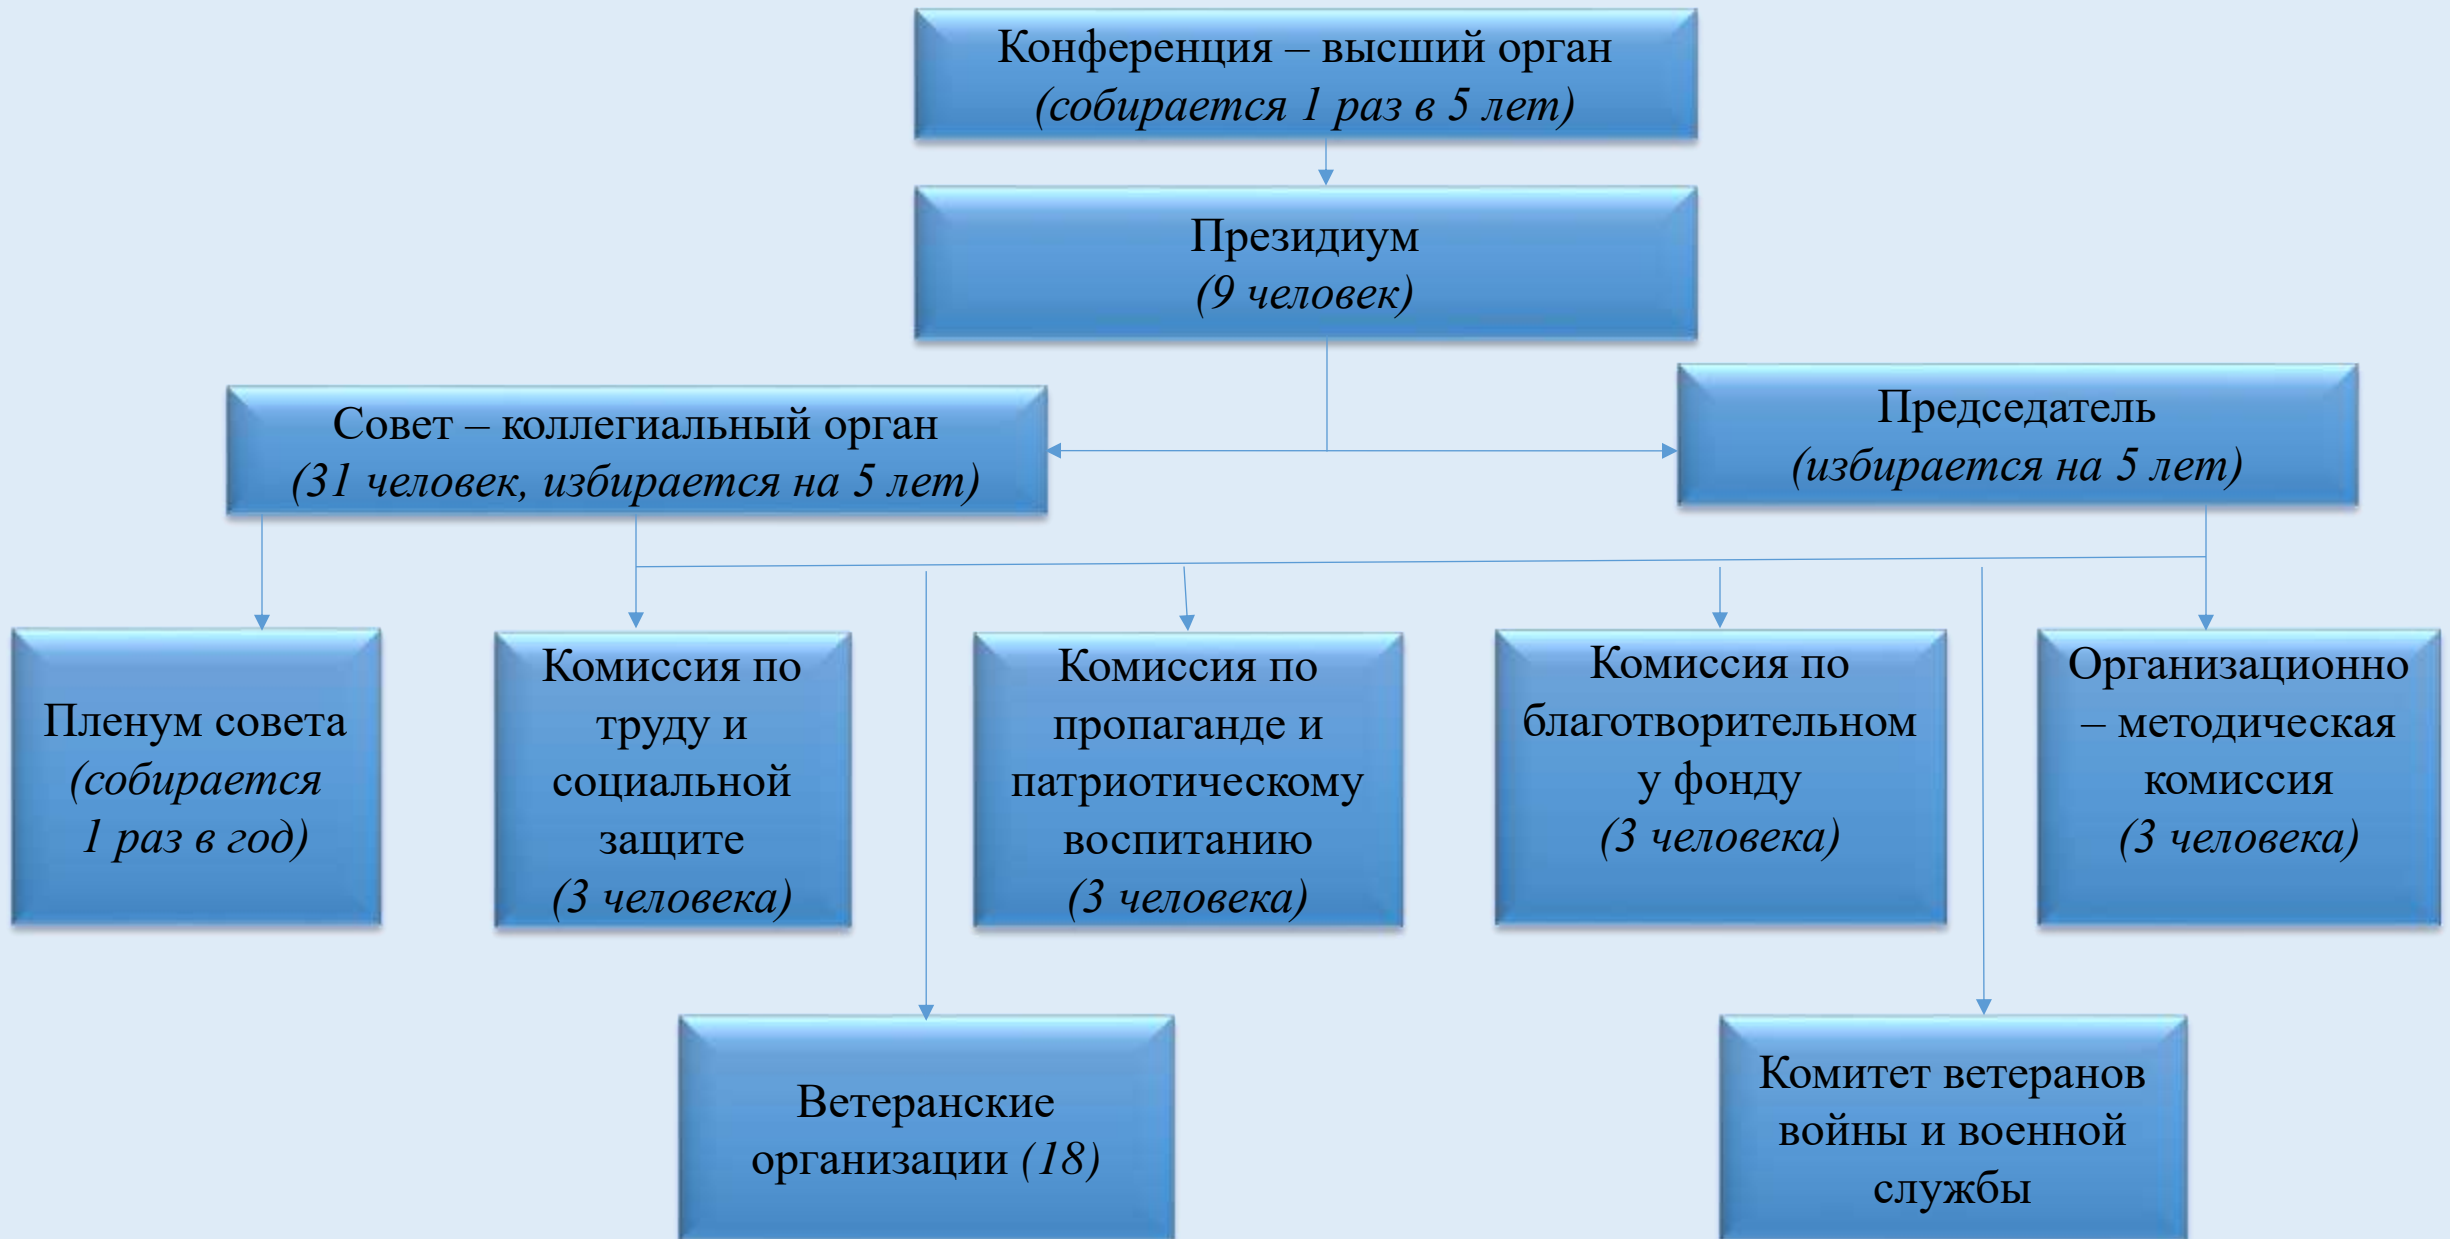 Конференция – высший орган
(собирается 1 раз в 5 лет)
Президиум
(9 человек)
Совет – коллегиальный орган
(31 человек, избирается на 5 лет)
Председатель
(избирается на 5 лет)
Пленум совета
(собирается
1 раз в год)
Комиссия по
труду и
социальной
защите
(3 человека)
Комиссия по
пропаганде и
патриотическому
воспитанию
(3 человека)
Комиссия по
благотворительном
у фонду
(3 человека)
Организационно
– методическая
комиссия
(3 человека)
Ветеранские
организации (18)
Комитет ветеранов
войны и военной
службы